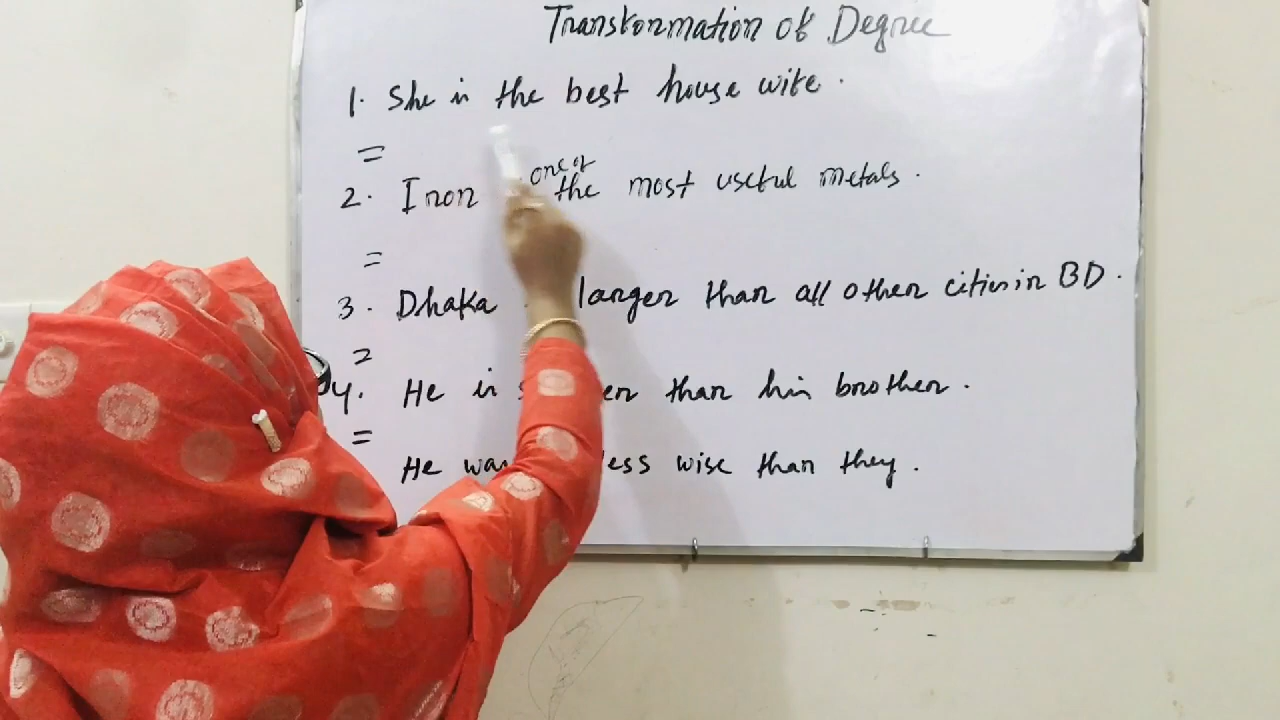 Transformation of Degree
1. She is the best house wife.
=
2. Iron one of the most useful metals.
=
3. Dhaka larger than all other cities in BD.
=
4. He is than his brother.
=
He was less wise than they.